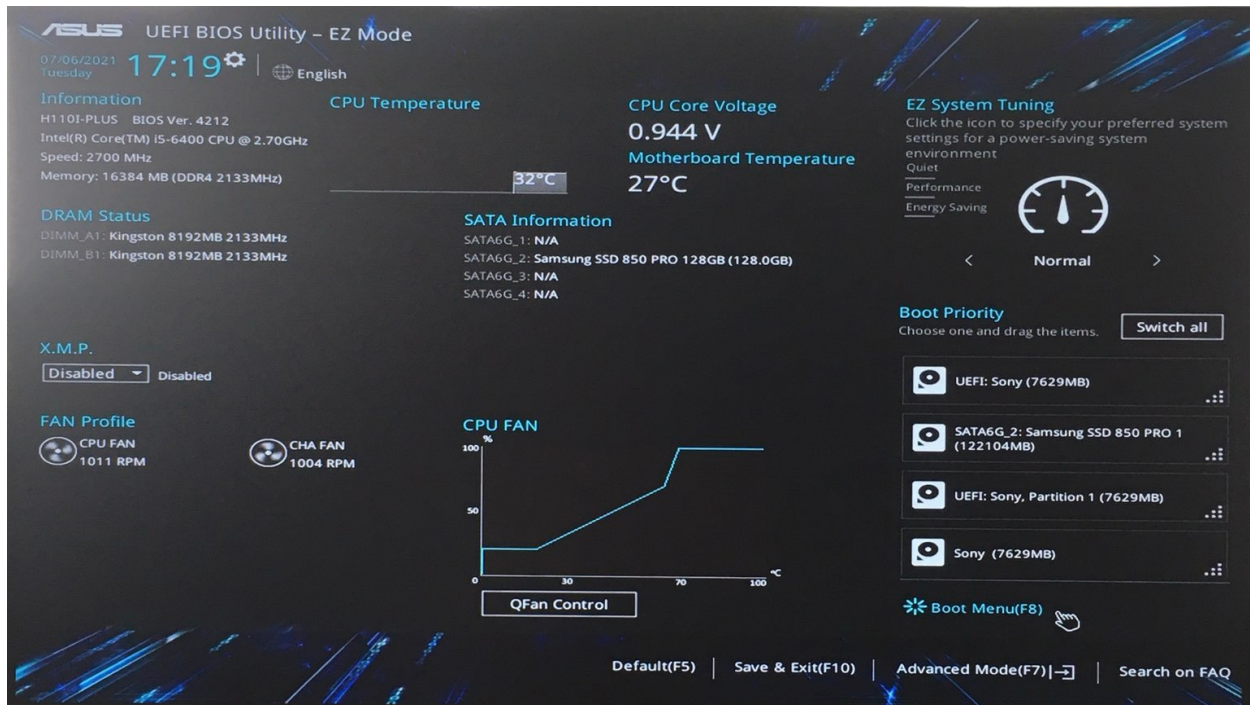 ASUS UEFI BIOS Utility – EZ Mode
07/06/2021
Tuesday
17:19
English
Information
H110I-PLUS BIOS Ver. 4212
Intel(R) Core(TM) i5-6400 CPU @ 2.70GHz
Speed: 2700 MHz
Memory: 16384 MB (DDR4 2133MHz)
CPU Temperature
32°C
CPU Core Voltage
0.944 V
Motherboard Temperature
27°C
EZ System Tuning
Click the icon to specify your preferred system
settings for a power-saving system
environment
Quiet
Performance
Energy Saving
< Normal >
DRAM Status
DIMM_A1: Kingston 8192MB 2133MHz
DIMM_B1: Kingston 8192MB 2133MHz
SATA Information
SATA6G_1: N/A
SATA6G_2: Samsung SSD 850 PRO 128GB (128.0GB)
SATA6G_3: N/A
SATA6G_4: N/A
X.M.P.
Disabled Disabled
FAN Profile
CPU FAN
1011 RPM
CHA FAN
1004 RPM
CPU FAN
%
100
50
0 30 70 100
°C
QFan Control
Boot Priority
Choose one and drag the items.
Switch all
UEFI: Sony (7629MB)
SATA6G_2: Samsung SSD 850 PRO 1
(122104MB)
UEFI: Sony, Partition 1 (7629MB)
Sony (7629MB)
Boot Menu(F8)
Default(F5) | Save & Exit(F10) | Advanced Mode(F7) | Search on FAQ